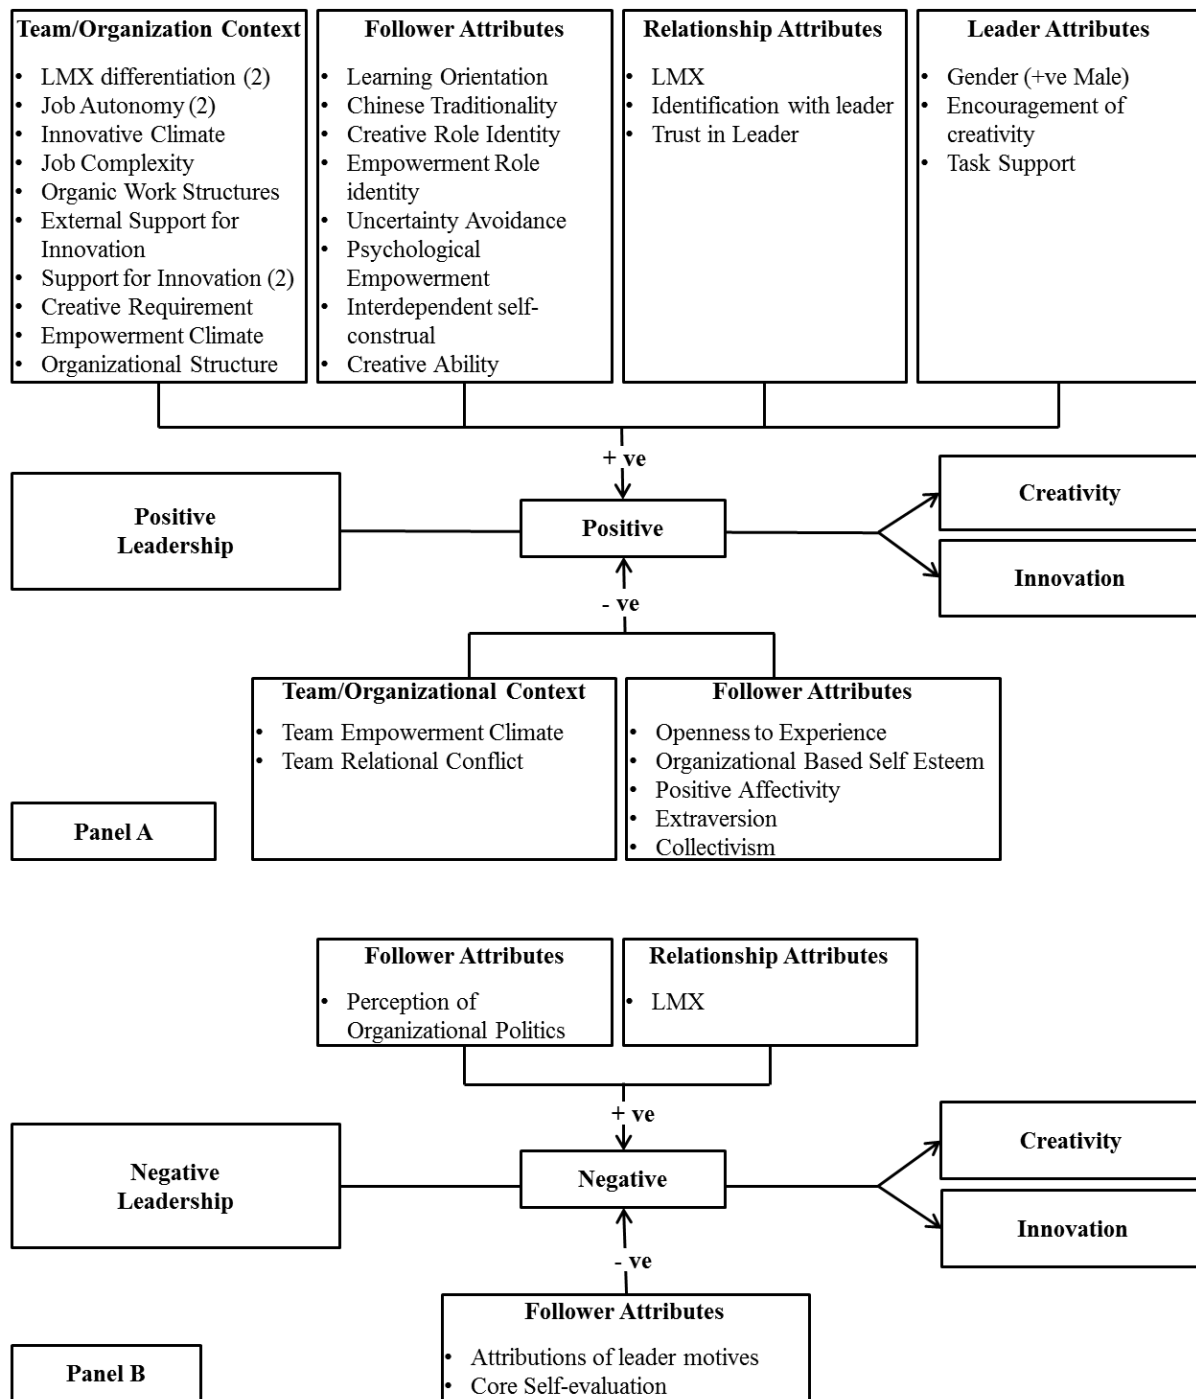 Team/Organization Context
• LMX differentiation (2)
• Job Autonomy (2)
• Innovative Climate
• Job Complexity
• Organic Work Structures
• External Support for
Innovation
• Support for Innovation (2)
• Creative Requirement
• Empowerment Climate
• Organizational Structure
Follower Attributes
• Learning Orientation
• Chinese Traditionality
• Creative Role Identity
• Empowerment Role
identity
• Uncertainty Avoidance
• Psychological
Empowerment
• Interdependent self-
construal
• Creative Ability
Relationship Attributes
• LMX
• Identification with leader
• Trust in Leader
Leader Attributes
• Gender (+ve Male)
• Encouragement of
creativity
• Task Support
+ ve
Positive
Leadership
Positive
Creativity
Innovation
- ve
Team/Organizational Context
• Team Empowerment Climate
• Team Relational Conflict
Follower Attributes
• Openness to Experience
• Organizational Based Self Esteem
• Positive Affectivity
• Extraversion
• Collectivism
Panel A
Follower Attributes
• Perception of
Organizational Politics
Relationship Attributes
• LMX
+ ve
Negative
Leadership
Negative
Creativity
Innovation
- ve
Follower Attributes
• Attributions of leader motives
• Core Self-evaluation
Panel B